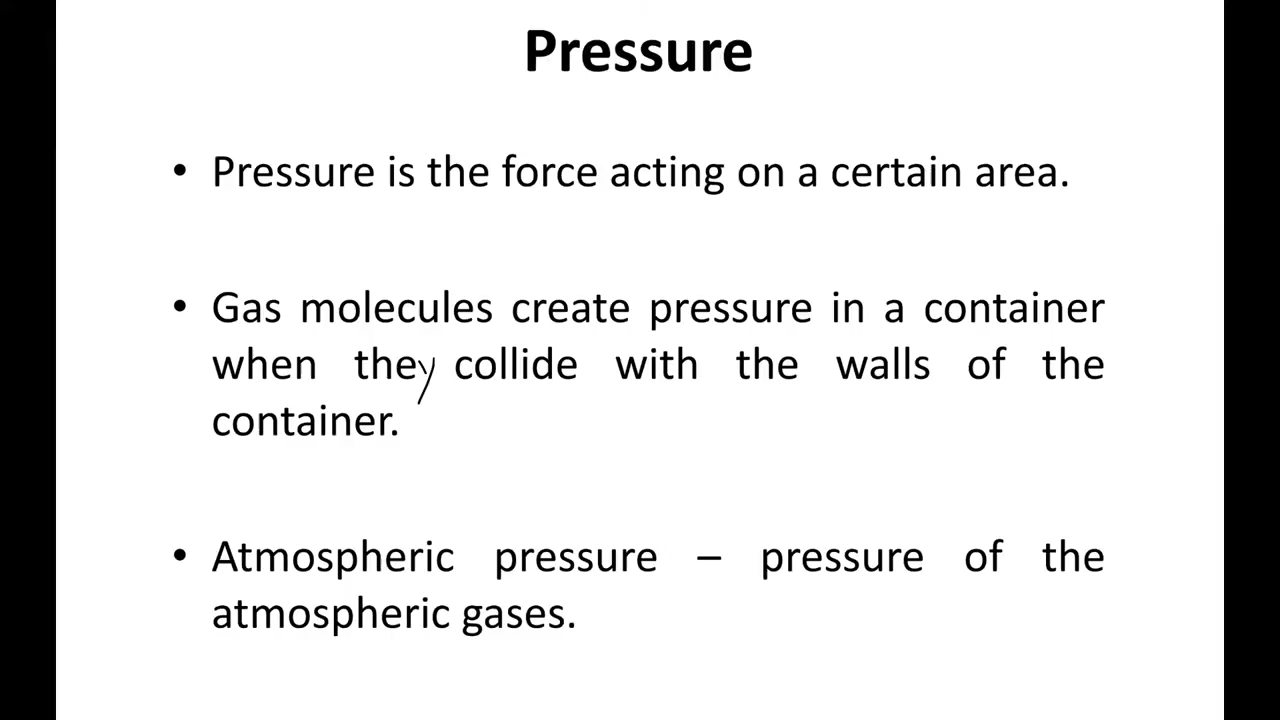 Pressure
• Pressure is the force acting on a certain area.
• Gas molecules create pressure in a container
when they collide with the walls of the
container.
• Atmospheric pressure – pressure of the
atmospheric gases.